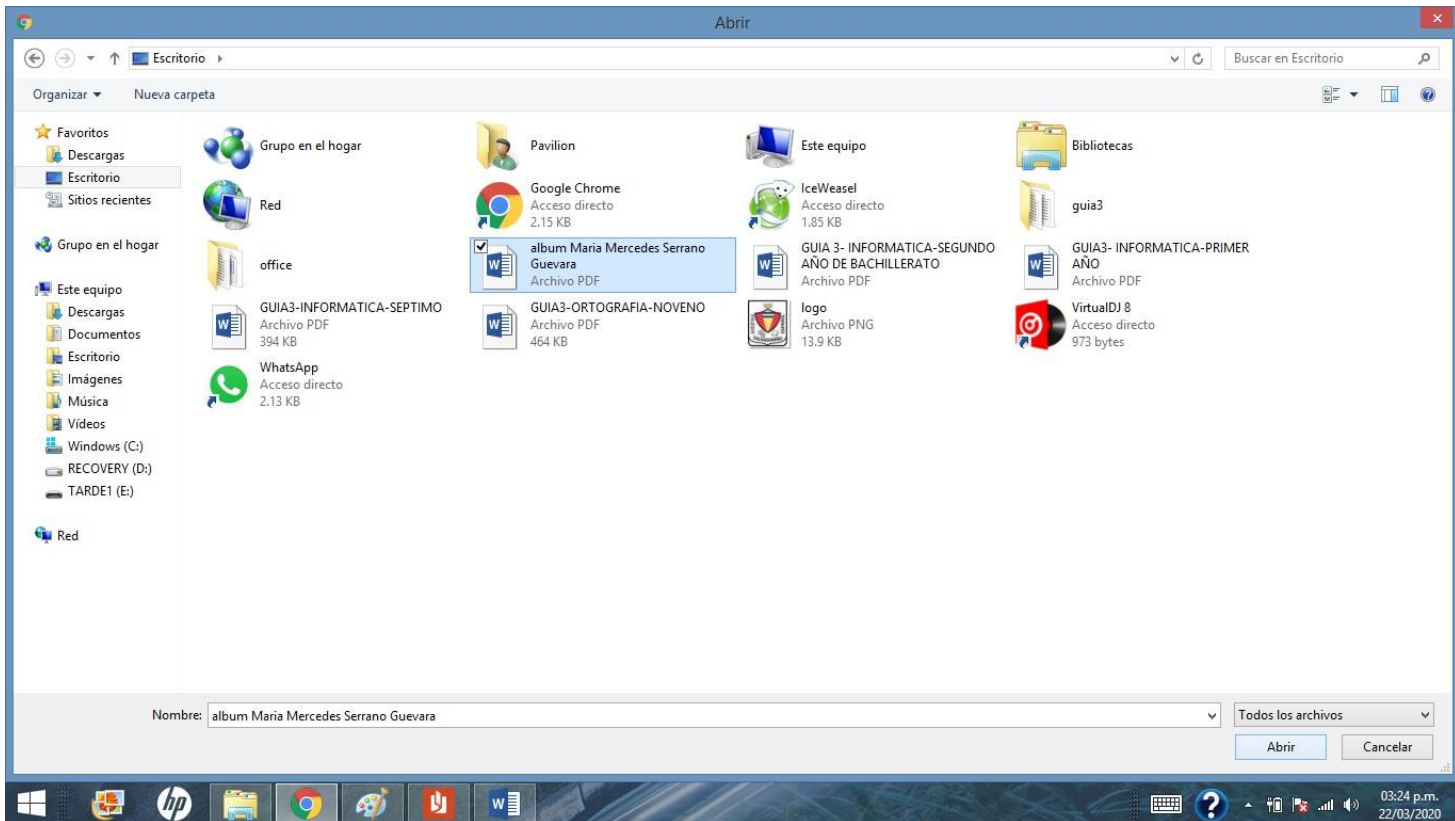 Abrir
Escritorio
Buscar en Escritorio
Organizar
Nueva carpeta
Favoritos
Descargas
Escritorio
Sitios recientes
Grupo en el hogar
Este equipo
Descargas
Documentos
Escritorio
Imágenes
Música
Vídeos
Windows (C:)
RECOVERY (D:)
TARDE1 (E:)
Red
Grupo en el hogar
Pavilion
Este equipo
Bibliotecas
Red
Google Chrome
Acceso directo
2.15 KB
IceWeasel
Acceso directo
1.85 KB
guia3
office
album Maria Mercedes Serrano
Guevara
Archivo PDF
GUIA 3- INFORMATICA-SEGUNDO
AÑO DE BACHILLERATO
Archivo PDF
GUIA3- INFORMATICA-PRIMER
AÑO
Archivo PDF
GUIA3-INFORMATICA-SEPTIMO
Archivo PDF
394 KB
GUIA3-ORTOGRAFIA-NOVENO
Archivo PDF
464 KB
logo
Archivo PNG
13.9 KB
VirtualDJ 8
Acceso directo
973 bytes
WhatsApp
Acceso directo
2.13 KB
Nombre: album Maria Mercedes Serrano Guevara
Todos los archivos
Abrir
Cancelar
hp
03:24 p.m.
22/03/2020